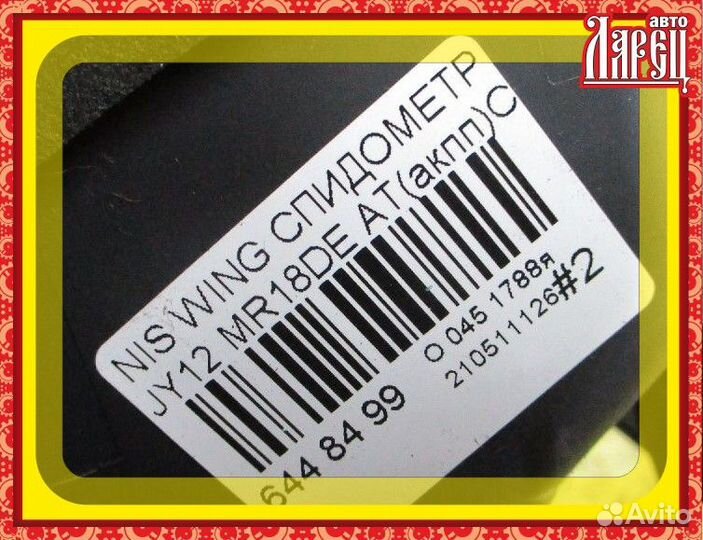 авто
Ларец
NIS WING СПИДОМЕТР
JY12 MR18DE AT(акпп)С
О 045 1788я
210511126#2
644 84 99
Avito